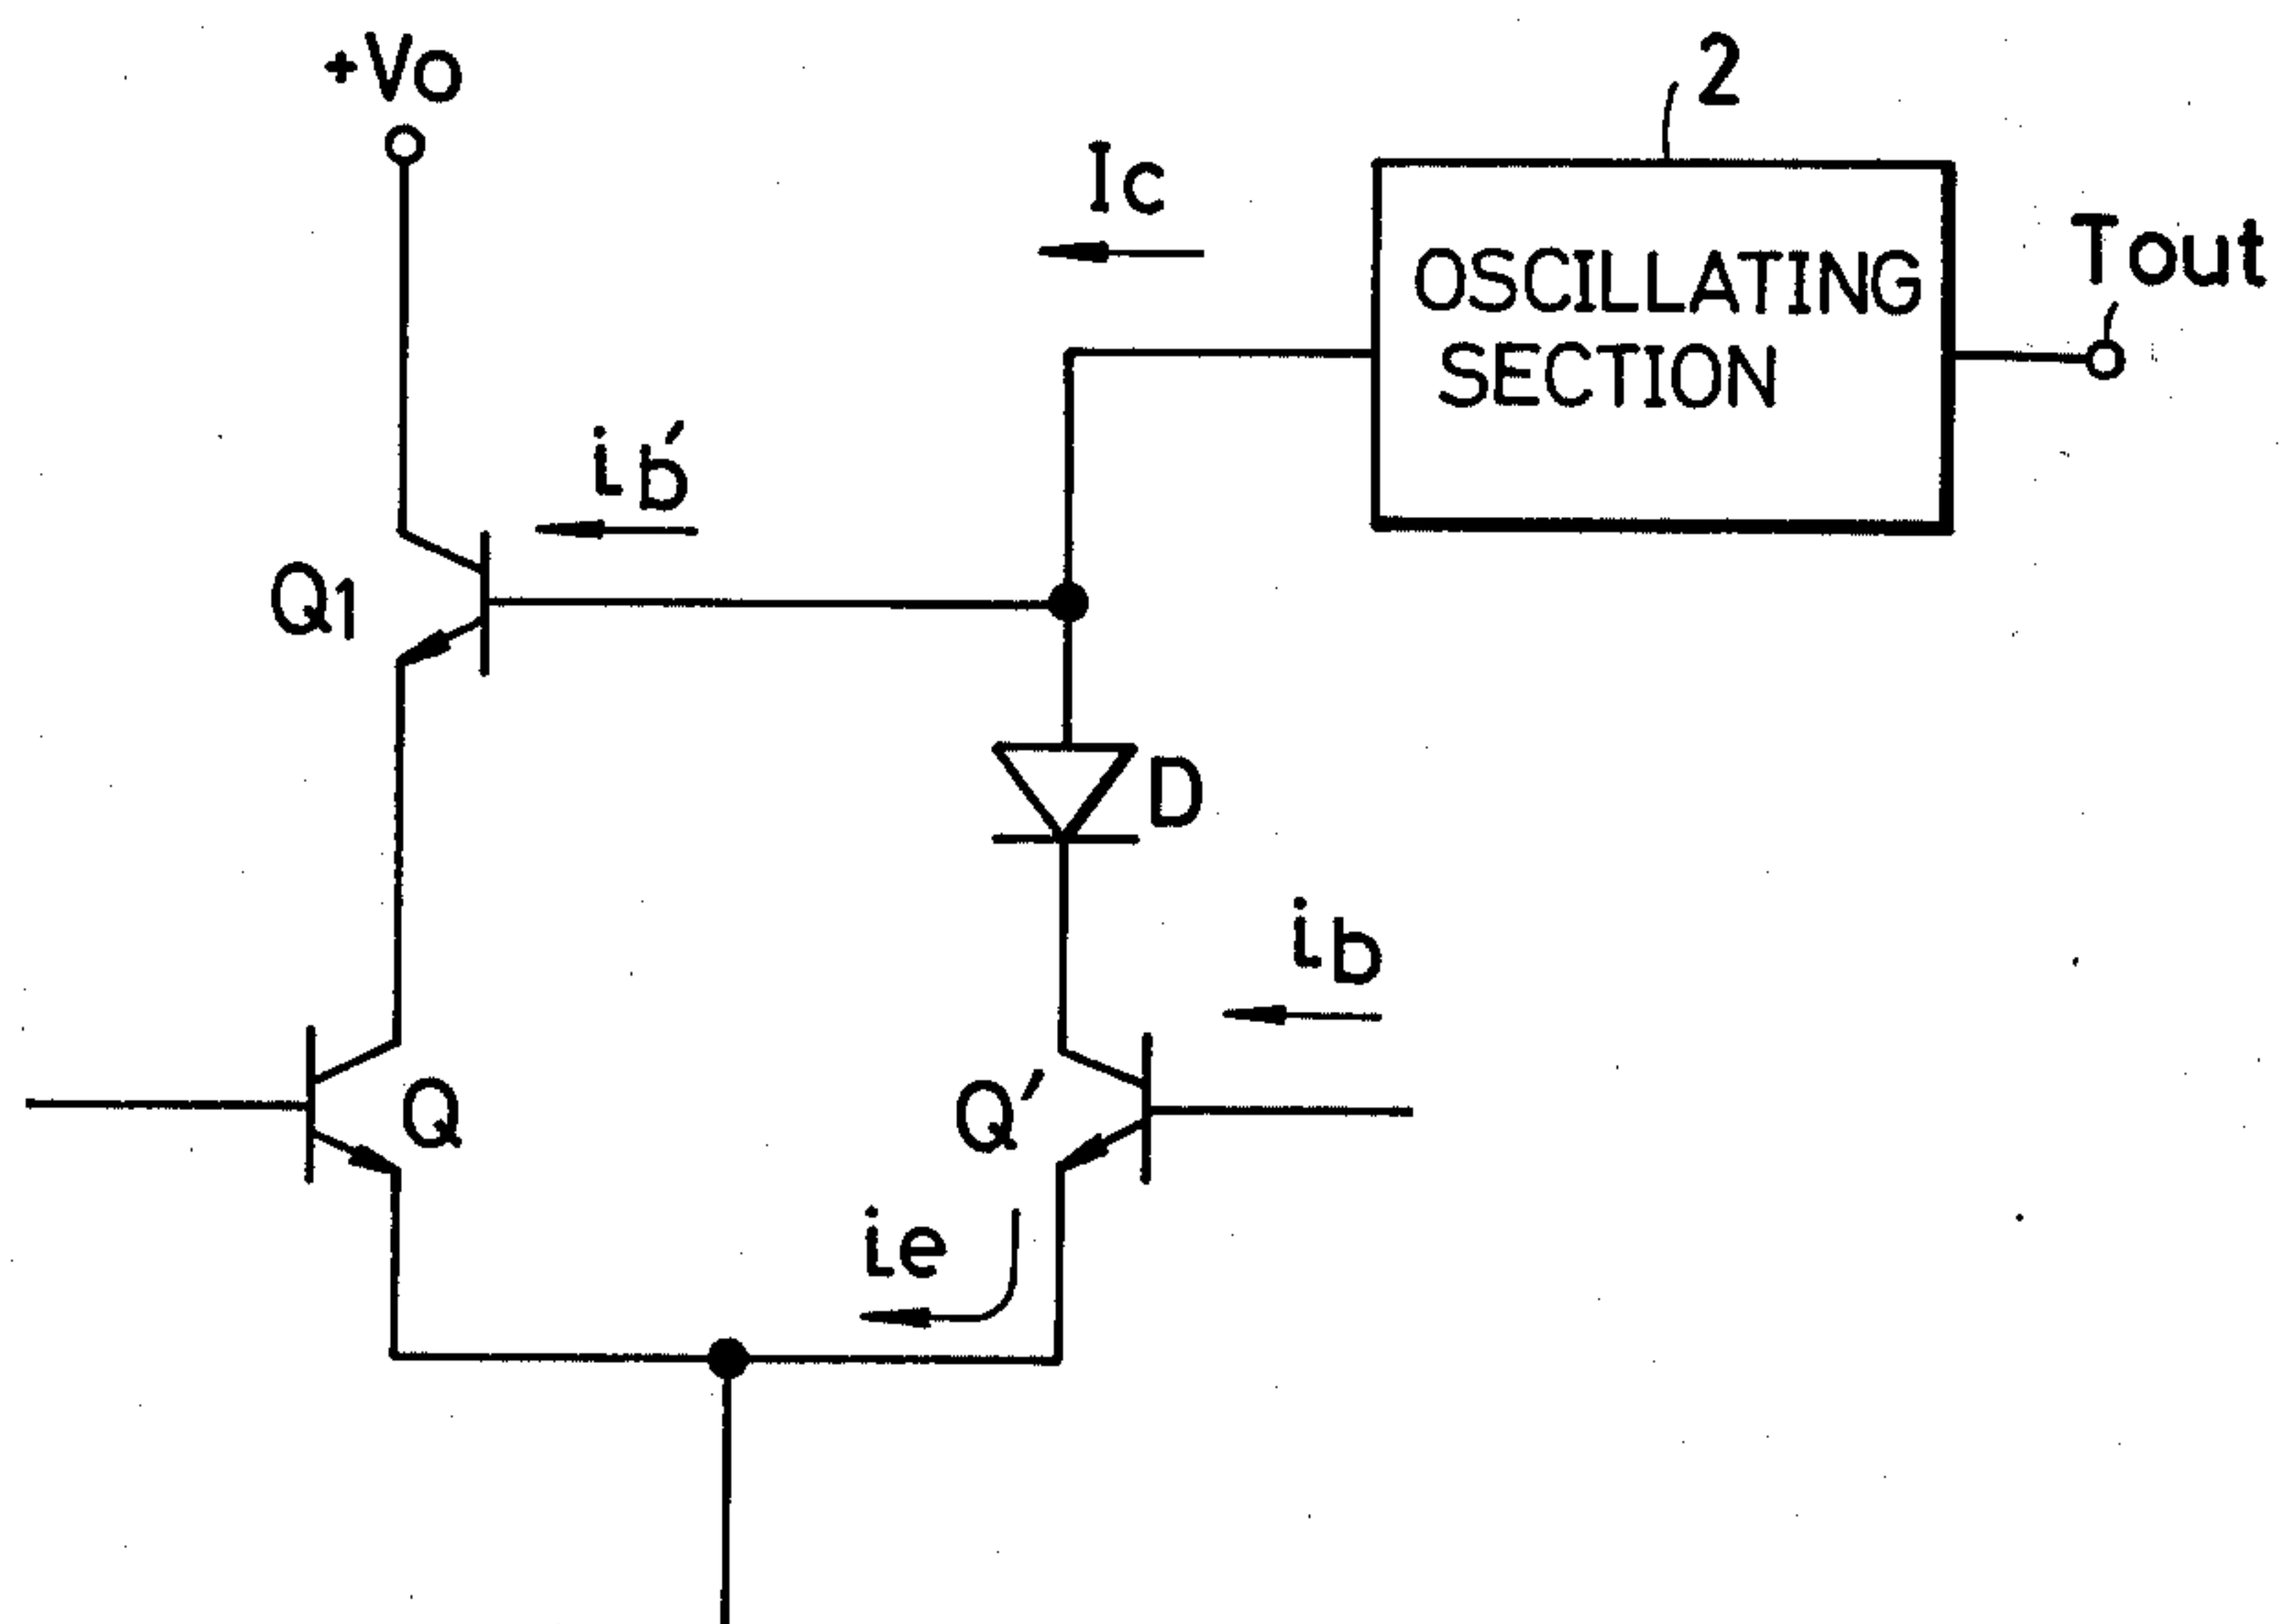 +Vo
2
Ic
Tout
OSCILLATING
SECTION
ib′
Q1
D
ib
Q
Q′
ie